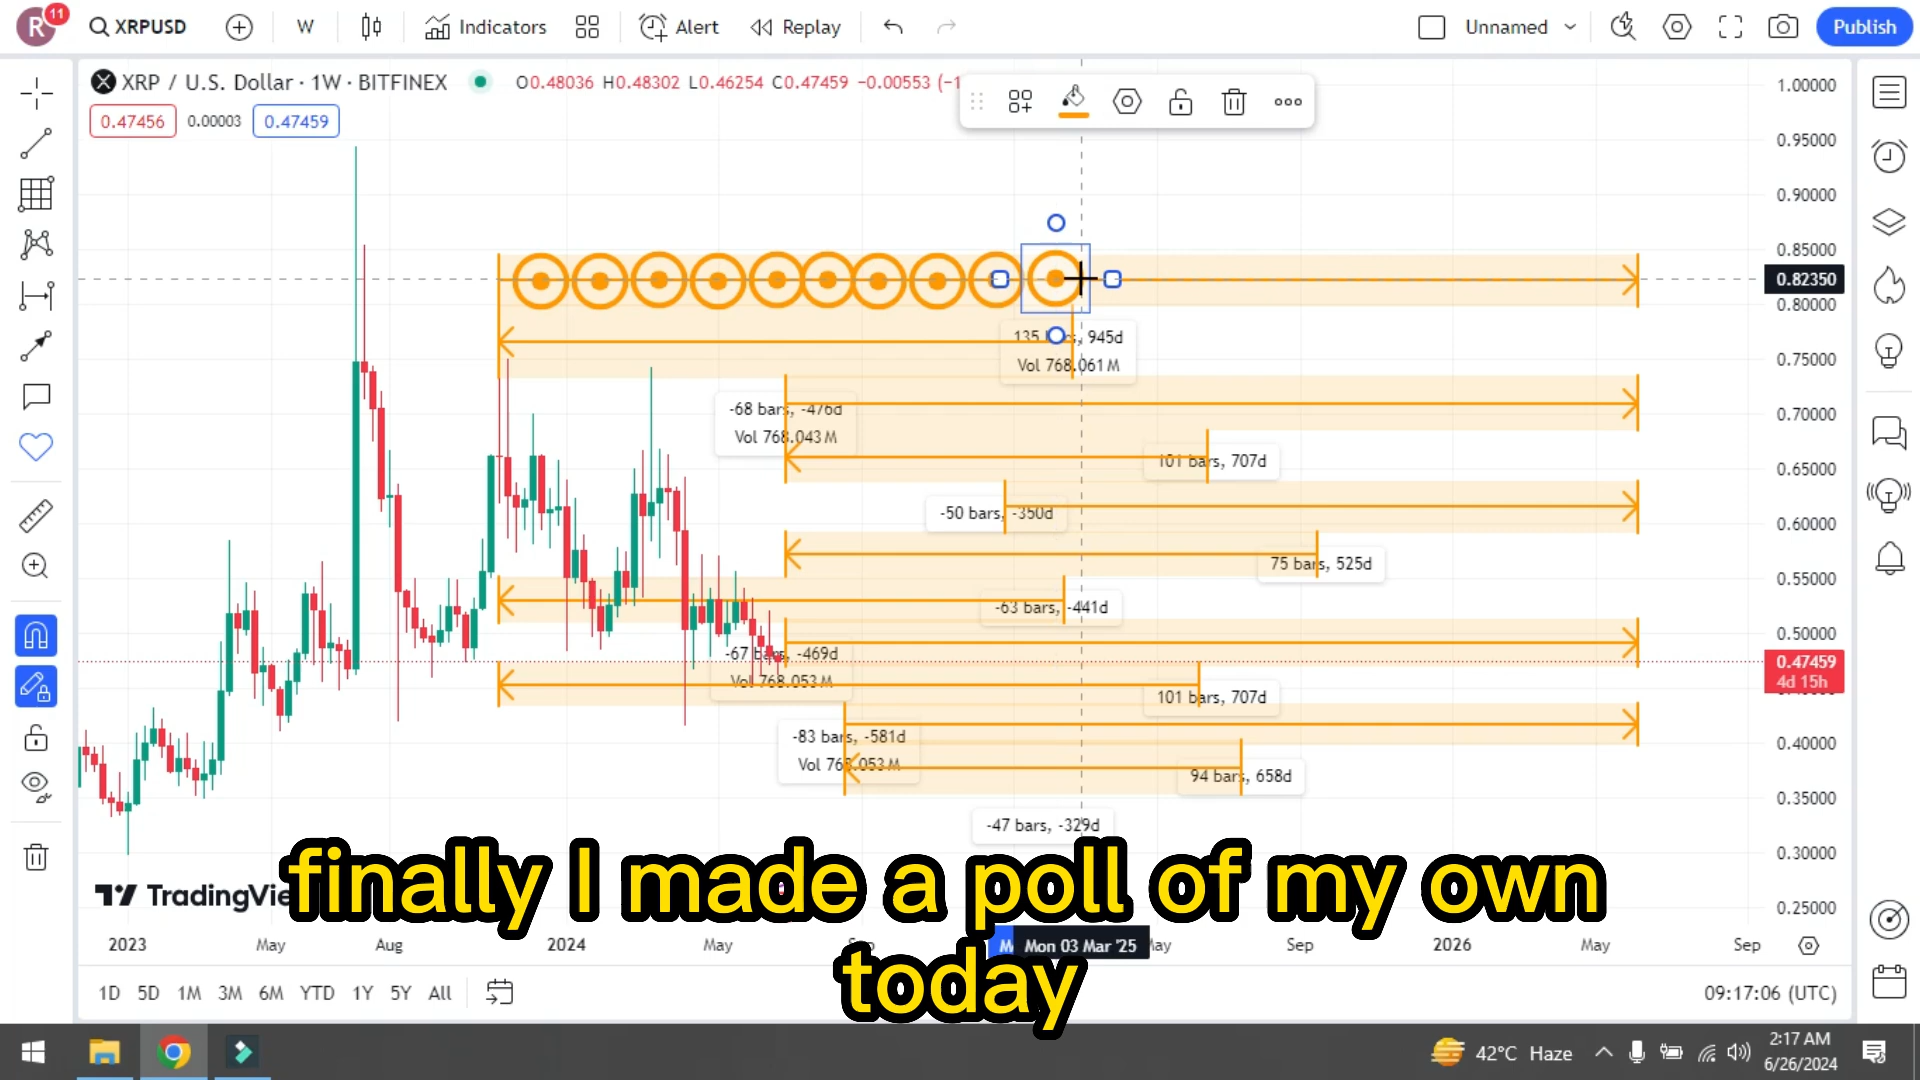 R 11 XRPUSD W Indicators Alert Replay Unnamed Publish
XRP / U.S. Dollar · 1W · BITFINEX O0.48036 H0.48302 L0.46254 C0.47459 −0.00553 (−1
0.47456 0.00003 0.47459
1.00000
0.95000
0.90000
0.85000
0.82350
0.80000
0.75000
0.70000
0.65000
0.60000
0.55000
0.50000
0.47459
4d 15h
0.40000
0.35000
0.30000
0.25000
135 bars, 945d
Vol 768.061 M
-68 bars, -476d
Vol 768.043 M
101 bars, 707d
-50 bars, -350d
75 bars, 525d
-63 bars, -441d
-67 bars, -469d
Vol 768.053 M
101 bars, 707d
-83 bars, -581d
Vol 768.053 M
94 bars, 658d
-47 bars, -329d
TradingVie
finally I made a poll of my own
today
2023 May Aug 2024 May Sep Mon 03 Mar '25 May Sep 2026 May Sep
1D 5D 1M 3M 6M YTD 1Y 5Y All 09:17:06 (UTC)
42°C Haze 2:17 AM
6/26/2024